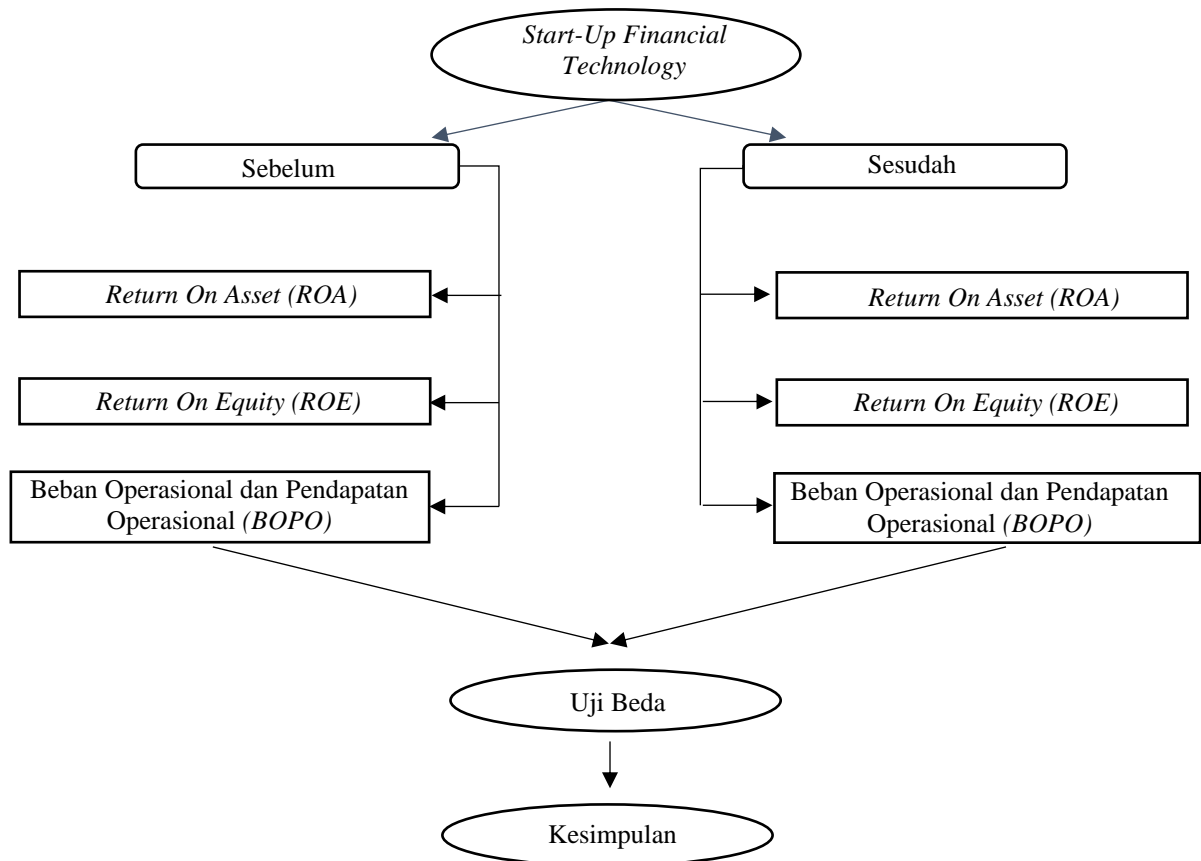 Start-Up Financial
Technology
Sebelum
Sesudah
Return On Asset (ROA)
Return On Asset (ROA)
Return On Equity (ROE)
Return On Equity (ROE)
Beban Operasional dan Pendapatan
Operasional (BOPO)
Beban Operasional dan Pendapatan
Operasional (BOPO)
Uji Beda
Kesimpulan